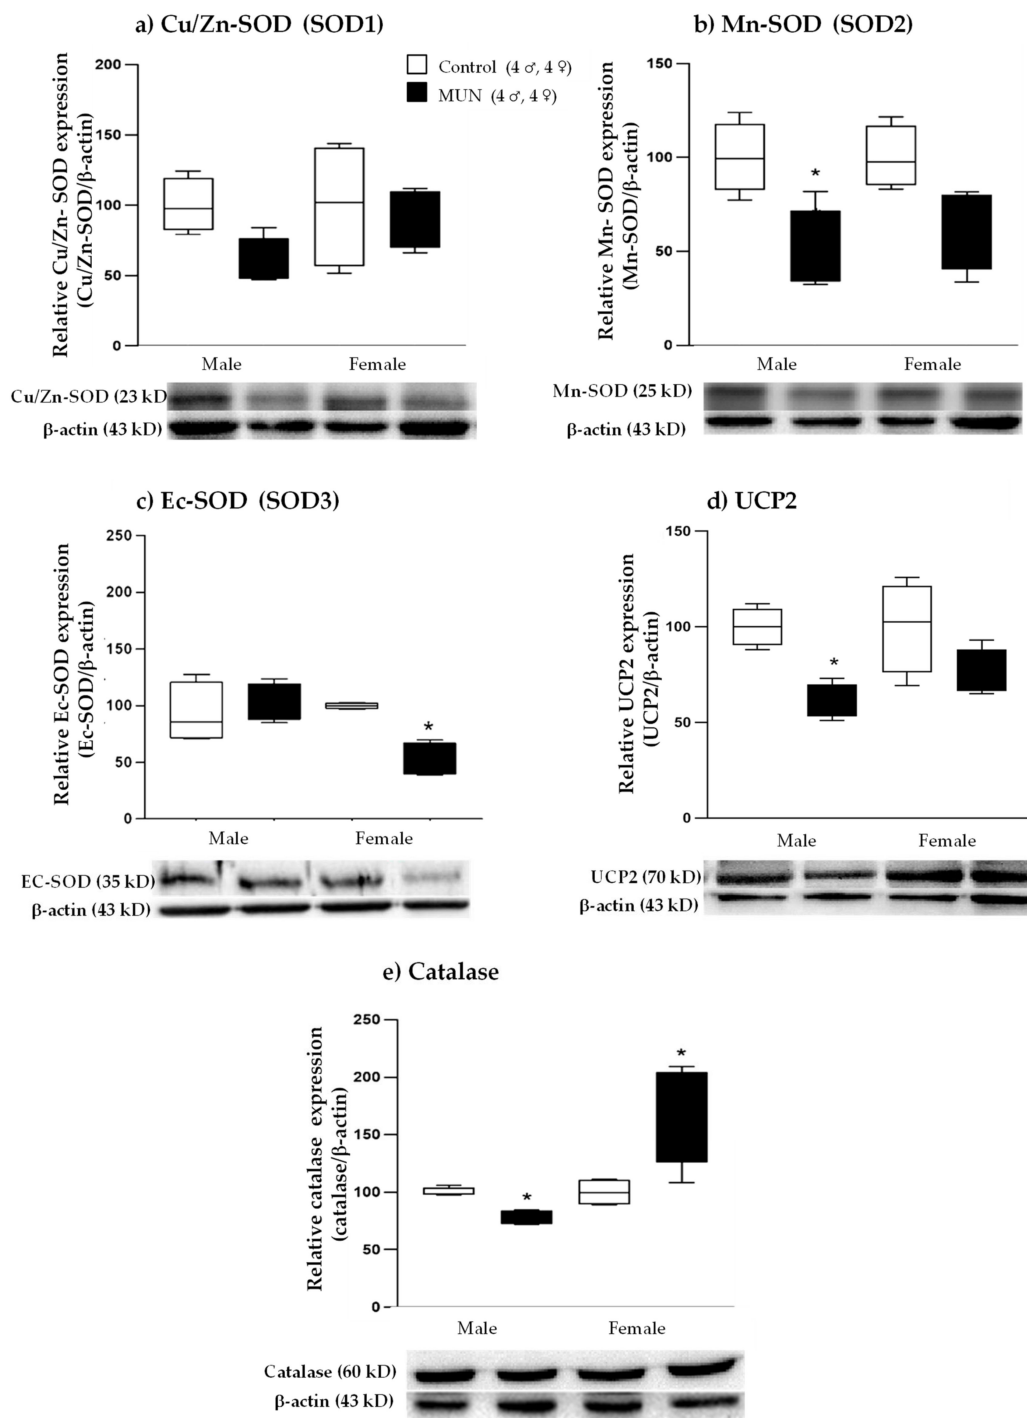 a) Cu/Zn-SOD (SOD1)
Relative Cu/Zn- SOD expression
(Cu/Zn-SOD/β-actin)
200
150
100
50
0
Control (4 ♂, 4 ♀)
MUN (4 ♂, 4 ♀)
Male
Female
Cu/Zn-SOD (23 kD
β-actin (43 kD)
b) Mn-SOD (SOD2)
Relative Mn- SOD expression
(Mn-SOD/β-actin)
150
100
50
0
*
Male
Female
Mn-SOD (25 kD)
β-actin (43 kD)
c) Ec-SOD (SOD3)
Relative Ec-SOD expression
(Ec-SOD/β-actin)
250
200
150
100
50
0
*
Male
Female
EC-SOD (35 kD)
β-actin (43 kD)
d) UCP2
Relative UCP2 expression
(UCP2/β-actin)
150
100
50
0
*
Male
Female
UCP2 (70 kD)
β-actin (43 kD)
e) Catalase
Relative catalase expression
(catalase/β-actin)
250
200
150
100
50
0
*
*
Male
Female
Catalase (60 kD)
β-actin (43 kD)